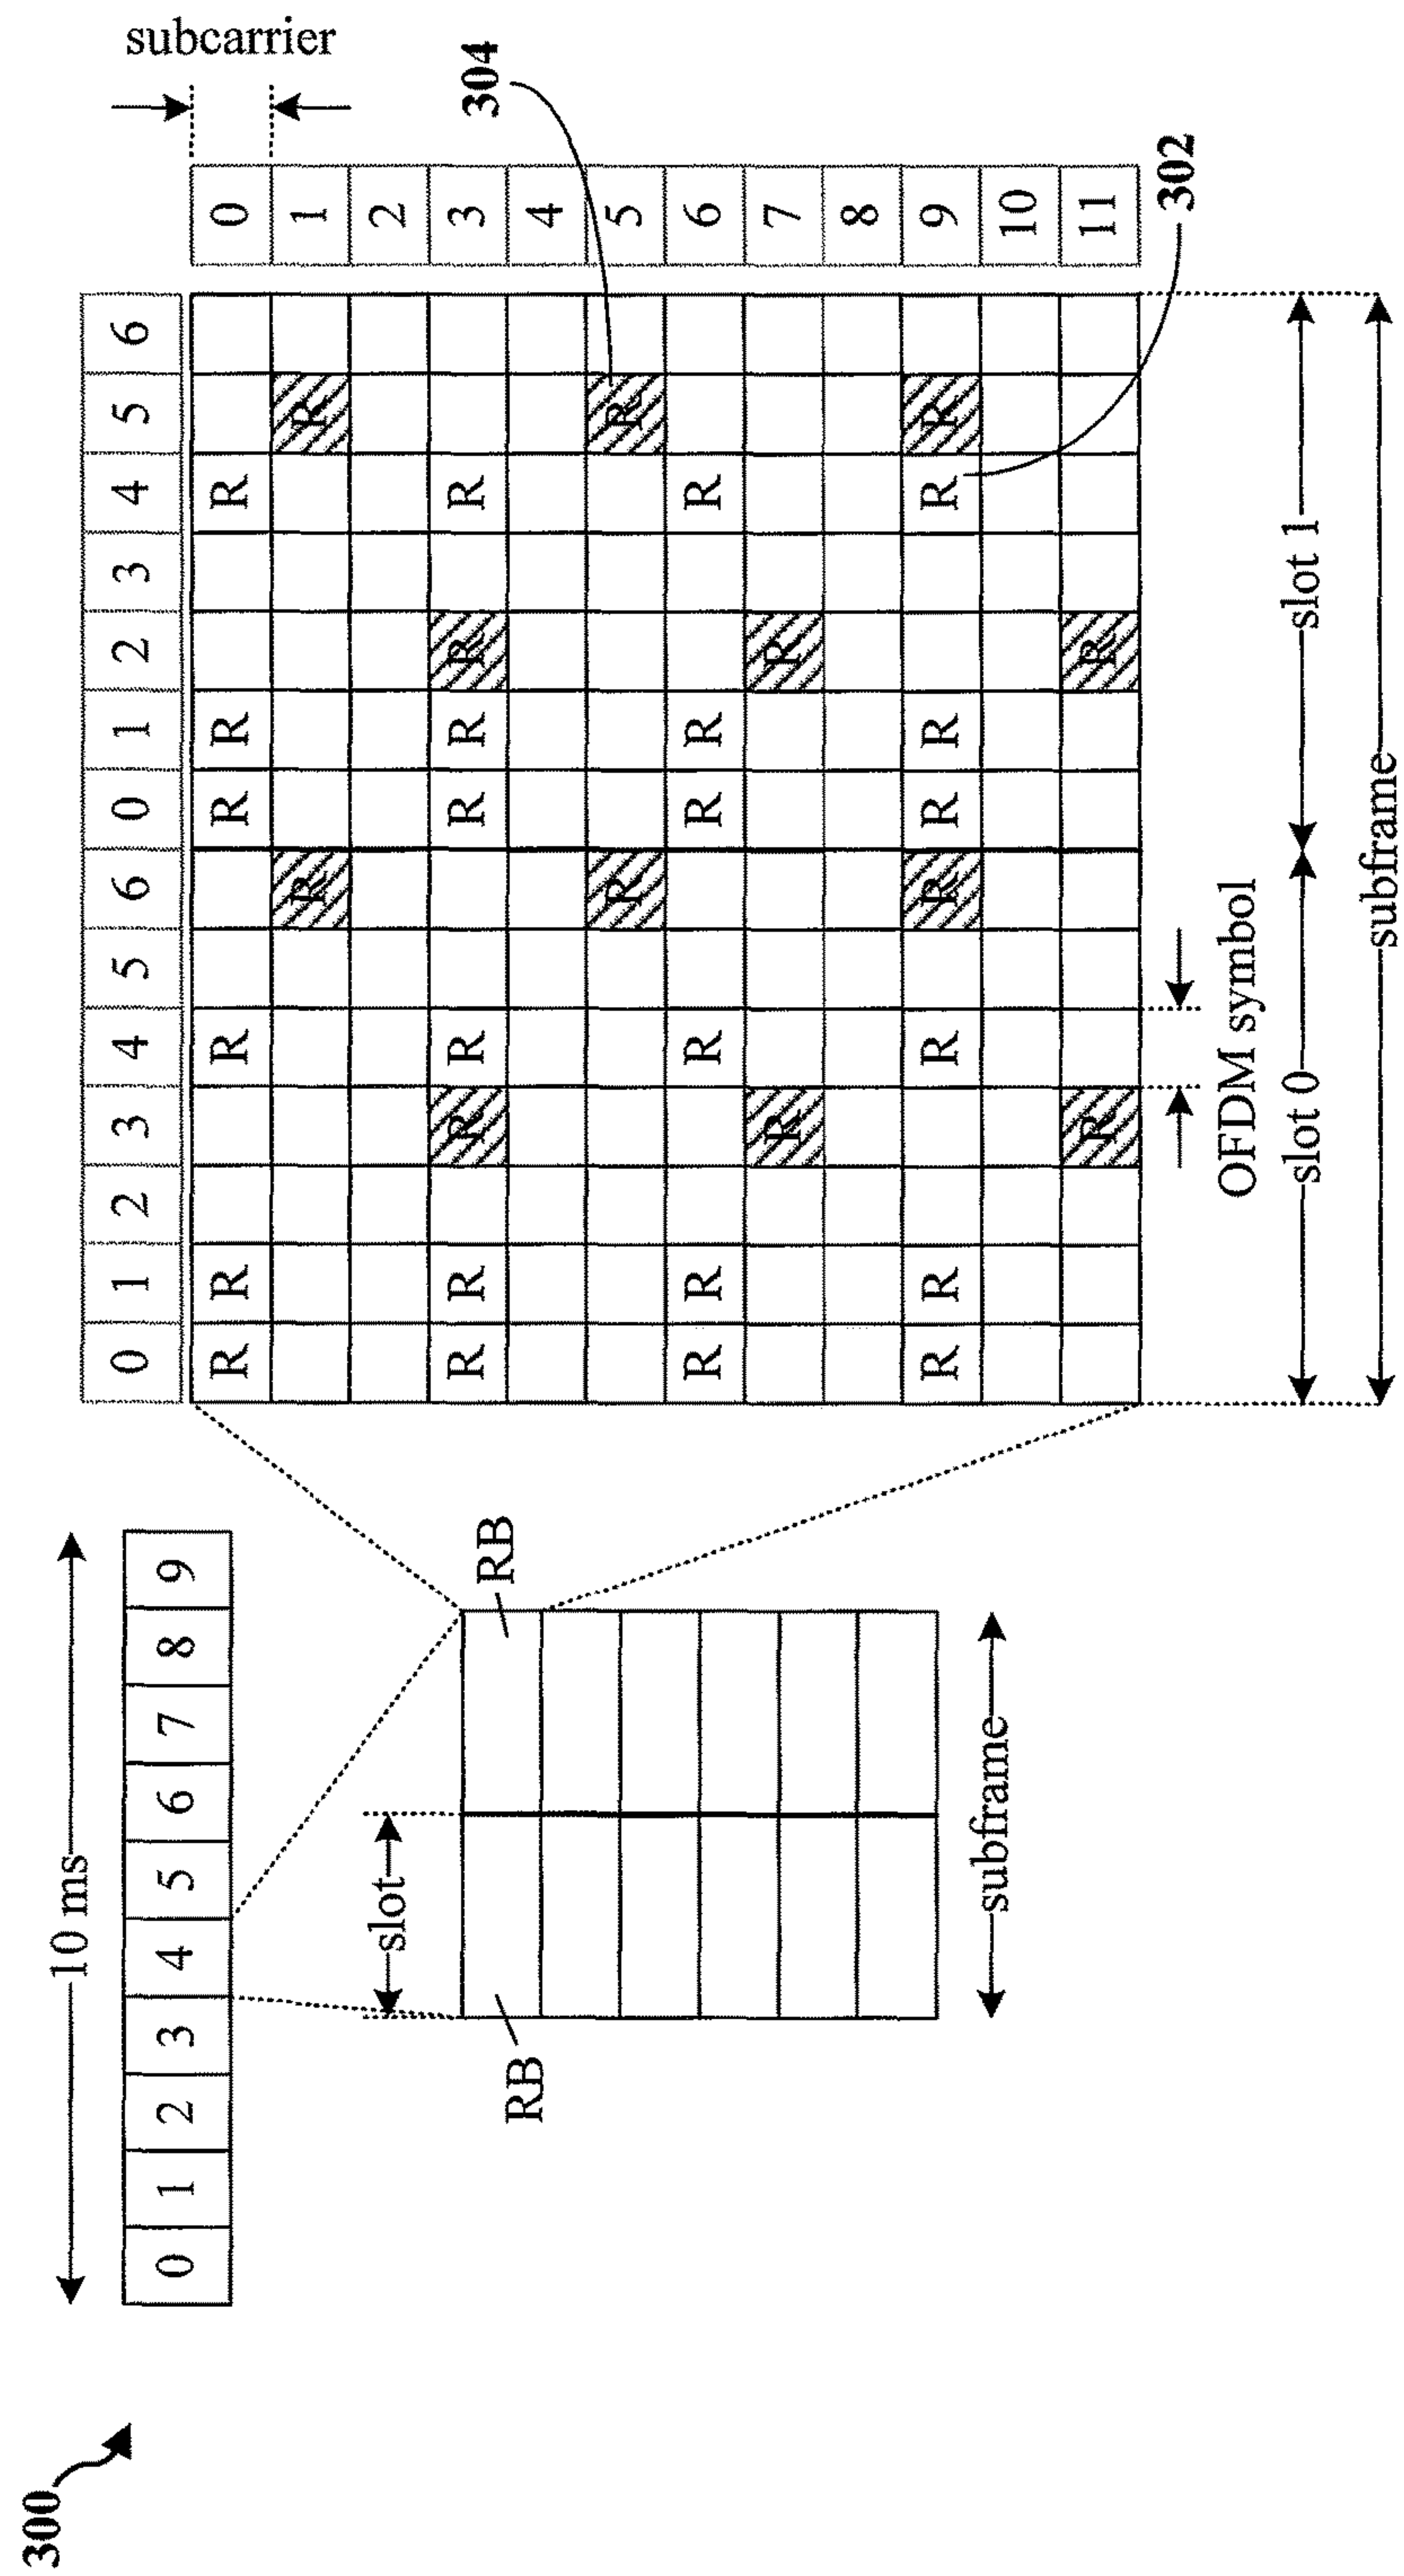 300
10 ms
0 1 2 3 4 5 6 7 8 9
slot
RB
RB
subframe
0 1 2 3 4 5 6 0 1 2 3 4 5 6
subcarrier
R R R R R R 0
R R 1
2
R R R R R R R R 3
304
4
R R 5
R R R R R R 6
R R 7
8
R R R R R R R R 9
10
R R 11
302
OFDM symbol
slot 0
slot 1
subframe